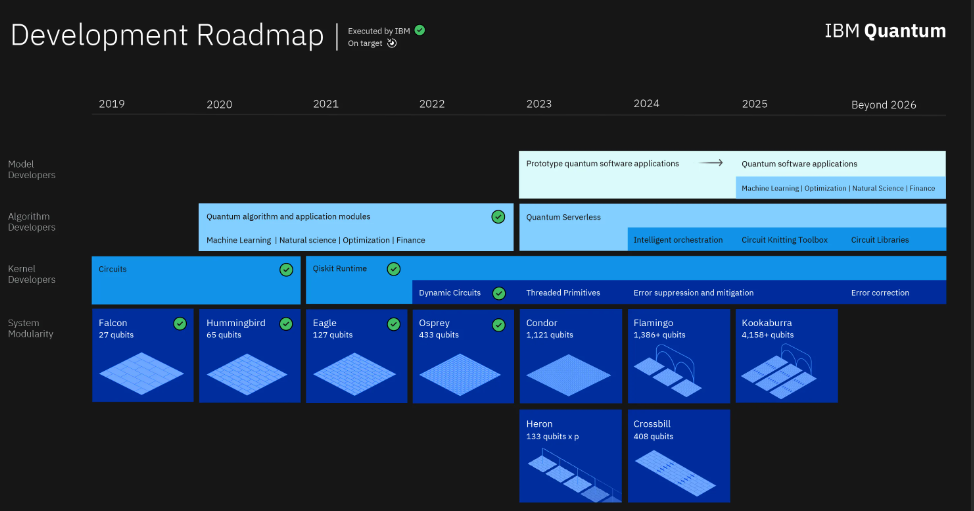 Development Roadmap
Executed by IBM
On target
IBM Quantum
2019 2020 2021 2022 2023 2024 2025 Beyond 2026
Model
Developers
Prototype quantum software applications
Quantum software applications
Machine Learning | Optimization | Natural Science | Finance
Algorithm
Developers
Quantum algorithm and application modules
Machine Learning | Natural science | Optimization | Finance
Quantum Serverless
Intelligent orchestration
Circuit Knitting Toolbox
Circuit Libraries
Kernel
Developers
Circuits
Qiskit Runtime
Dynamic Circuits
Threaded Primitives
Error suppression and mitigation
Error correction
System
Modularity
Falcon
27 qubits
Hummingbird
65 qubits
Eagle
127 qubits
Osprey
433 qubits
Condor
1,121 qubits
Flamingo
1,386+ qubits
Kookaburra
4,158+ qubits
Heron
133 qubits x p
Crossbill
408 qubits